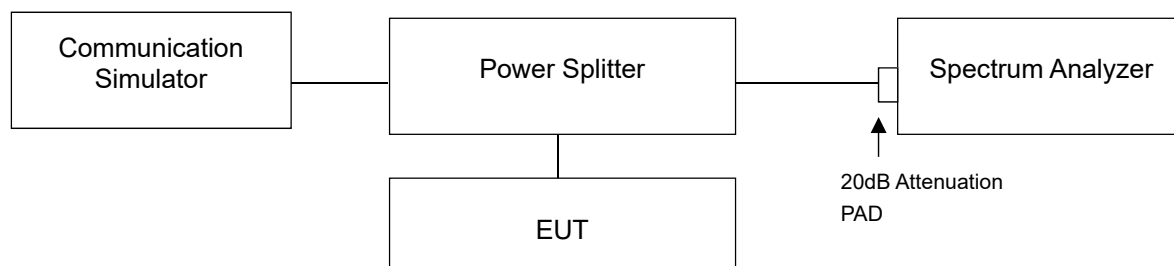 Communication
Simulator
Power Splitter
Spectrum Analyzer
20dB Attenuation
PAD
EUT